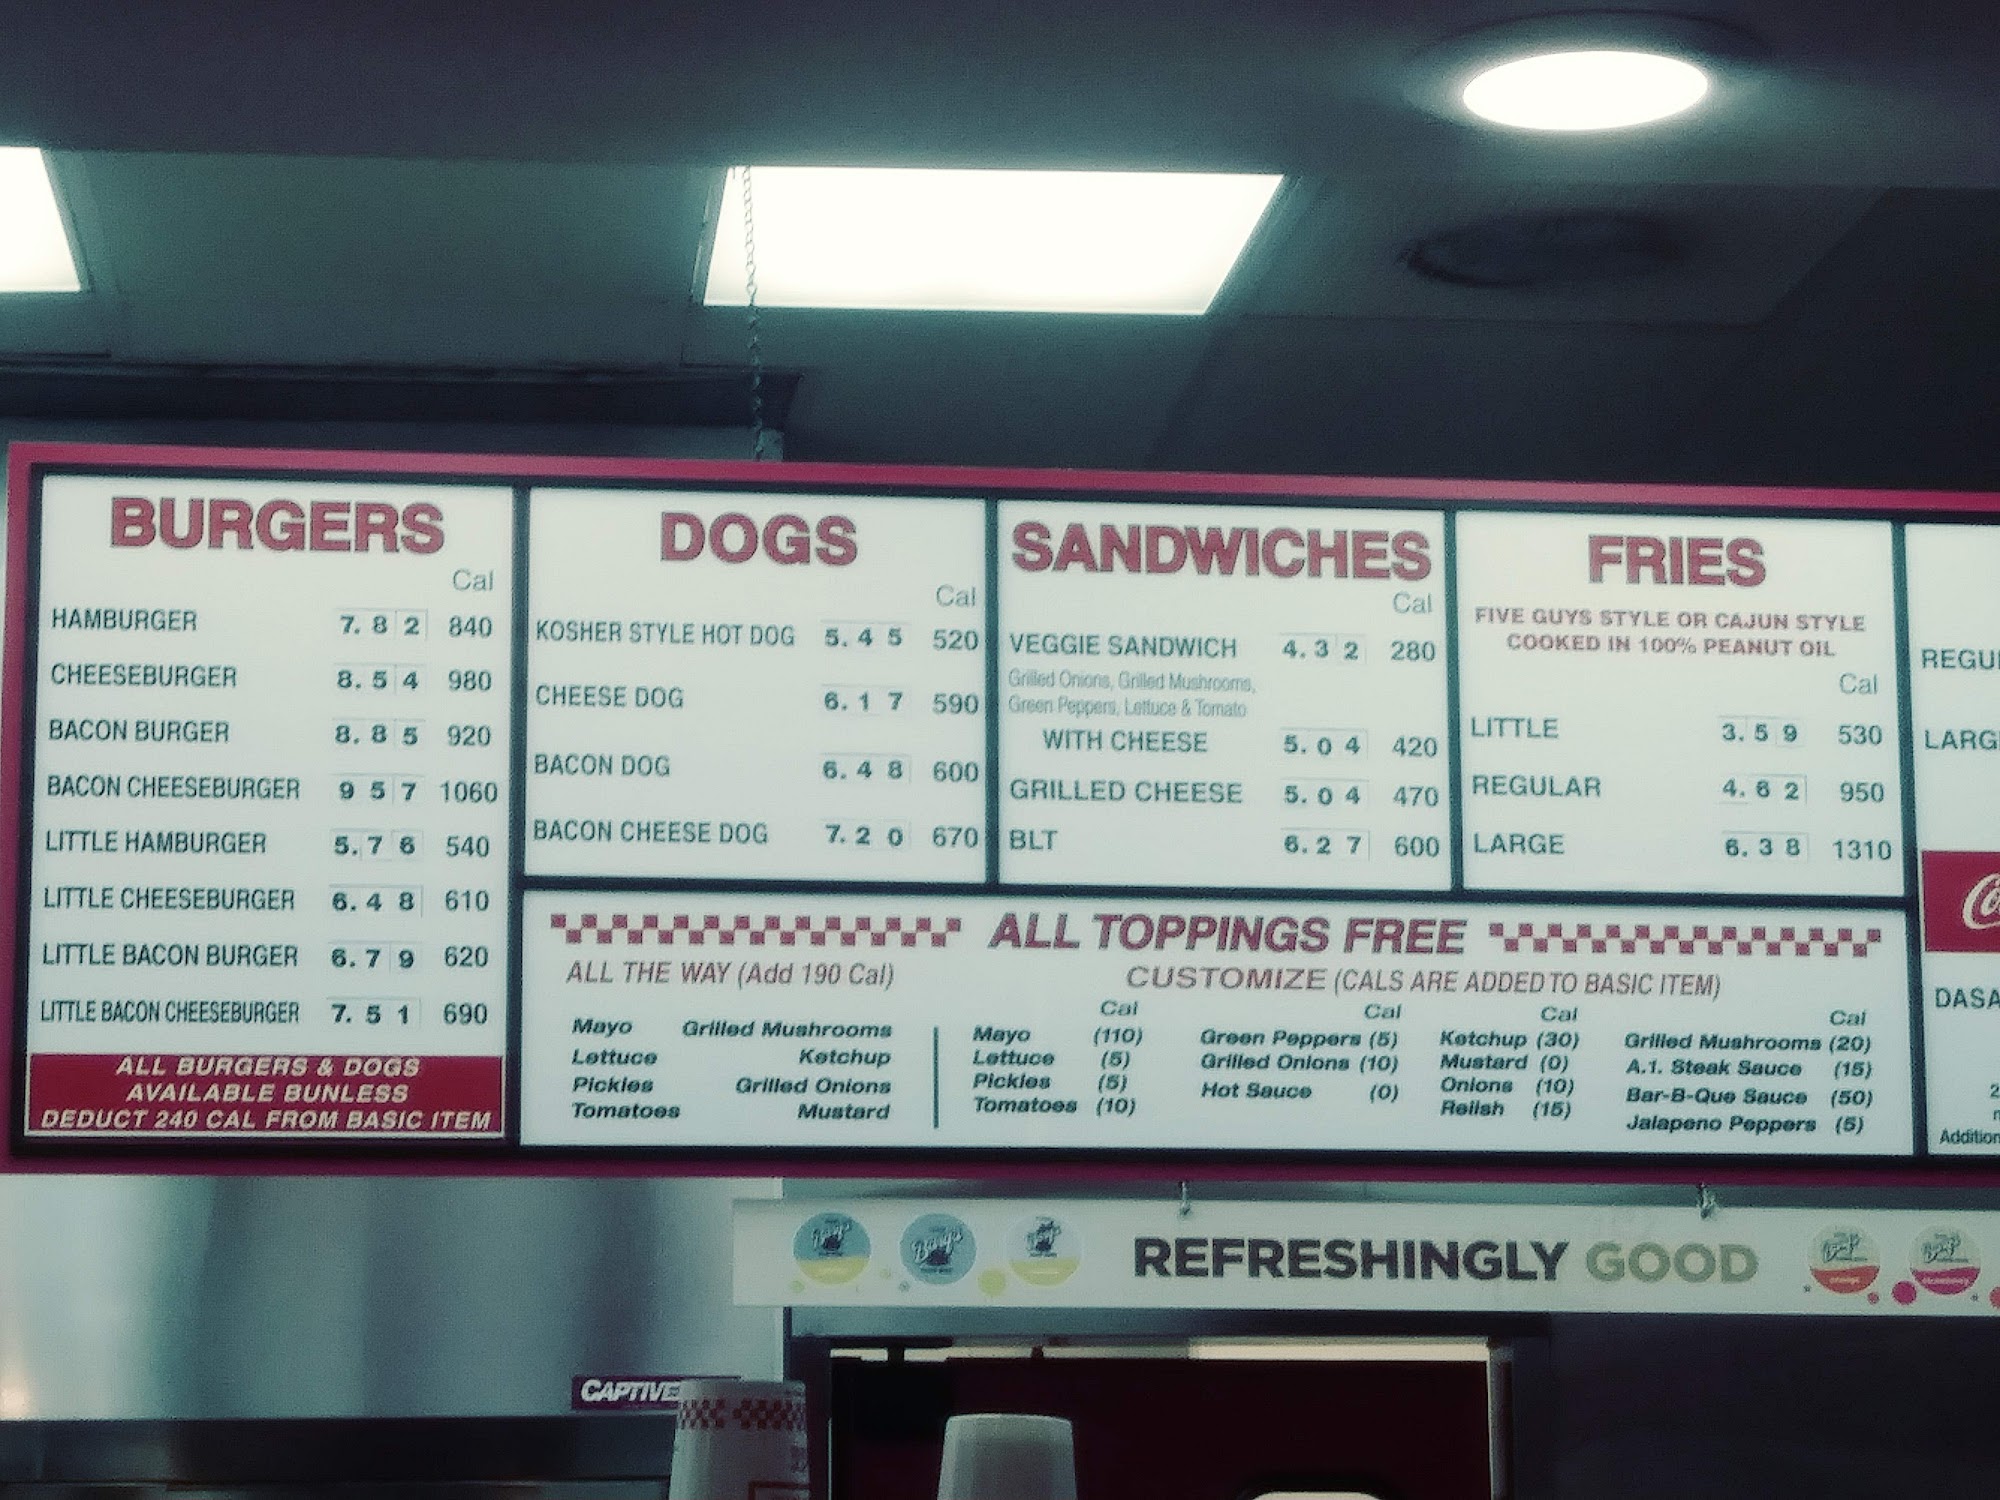 BURGERS
Cal
HAMBURGER 7.82 840
CHEESEBURGER 8.54 980
BACON BURGER 8.85 920
BACON CHEESEBURGER 957 1060
LITTLE HAMBURGER 5.76 540
LITTLE CHEESEBURGER 6.48 610
LITTLE BACON BURGER 6.79 620
LITTLE BACON CHEESEBURGER 7.51 690
ALL BURGERS & DOGS
AVAILABLE BUNLESS
DEDUCT 240 CAL FROM BASIC ITEM
DOGS
Cal
KOSHER STYLE HOT DOG 5.45 520
CHEESE DOG 6.17 590
BACON DOG 6.48 600
BACON CHEESE DOG 7.20 670
SANDWICHES
Cal
VEGGIE SANDWICH 4.32 280
Grilled Onions, Grilled Mushrooms,
Green Peppers, Lettuce & Tomato
WITH CHEESE 5.04 420
GRILLED CHEESE 5.04 470
BLT 6.27 600
FRIES
FIVE GUYS STYLE OR CAJUN STYLE
COOKED IN 100% PEANUT OIL
Cal
LITTLE 3.59 530
REGULAR 4.62 950
LARGE 6.38 1310
ALL TOPPINGS FREE
ALL THE WAY (Add 190 Cal)
Mayo Grilled Mushrooms
Lettuce Ketchup
Pickles Grilled Onions
Tomatoes Mustard
CUSTOMIZE (CALS ARE ADDED TO BASIC ITEM)
Cal Cal Cal Cal
Mayo (110) Green Peppers (5) Ketchup (30) Grilled Mushrooms (20)
Lettuce (5) Grilled Onions (10) Mustard (0) A.1. Steak Sauce (15)
Pickles (5) Hot Sauce (0) Onions (10) Bar-B-Que Sauce (50)
Tomatoes (10) Relish (15) Jalapeno Peppers (5)
REGU
LARG
DASA
Addition
REFRESHINGLY GOOD
CAPTIVE